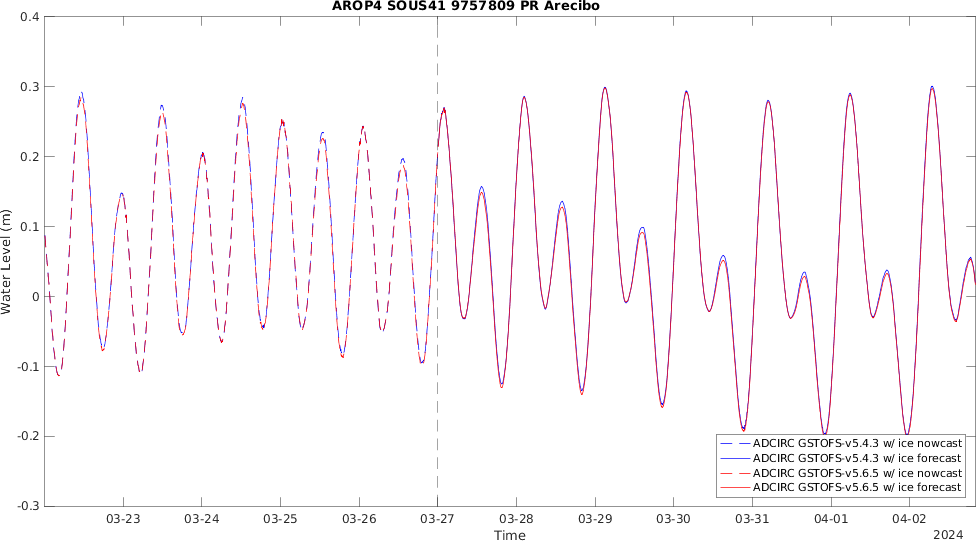 AROP4 SOUS41 9757809 PR Arecibo
0.4
0.3
0.2
0.1
0
-0.1
-0.2
-0.3
Water Level (m)
ADCIRC GSTOFS-v5.4.3 w/ ice nowcast
ADCIRC GSTOFS-v5.4.3 w/ ice forecast
ADCIRC GSTOFS-v5.6.5 w/ ice nowcast
ADCIRC GSTOFS-v5.6.5 w/ ice forecast
03-23 03-24 03-25 03-26 03-27 03-28 03-29 03-30 03-31 04-01 04-02
Time
2024